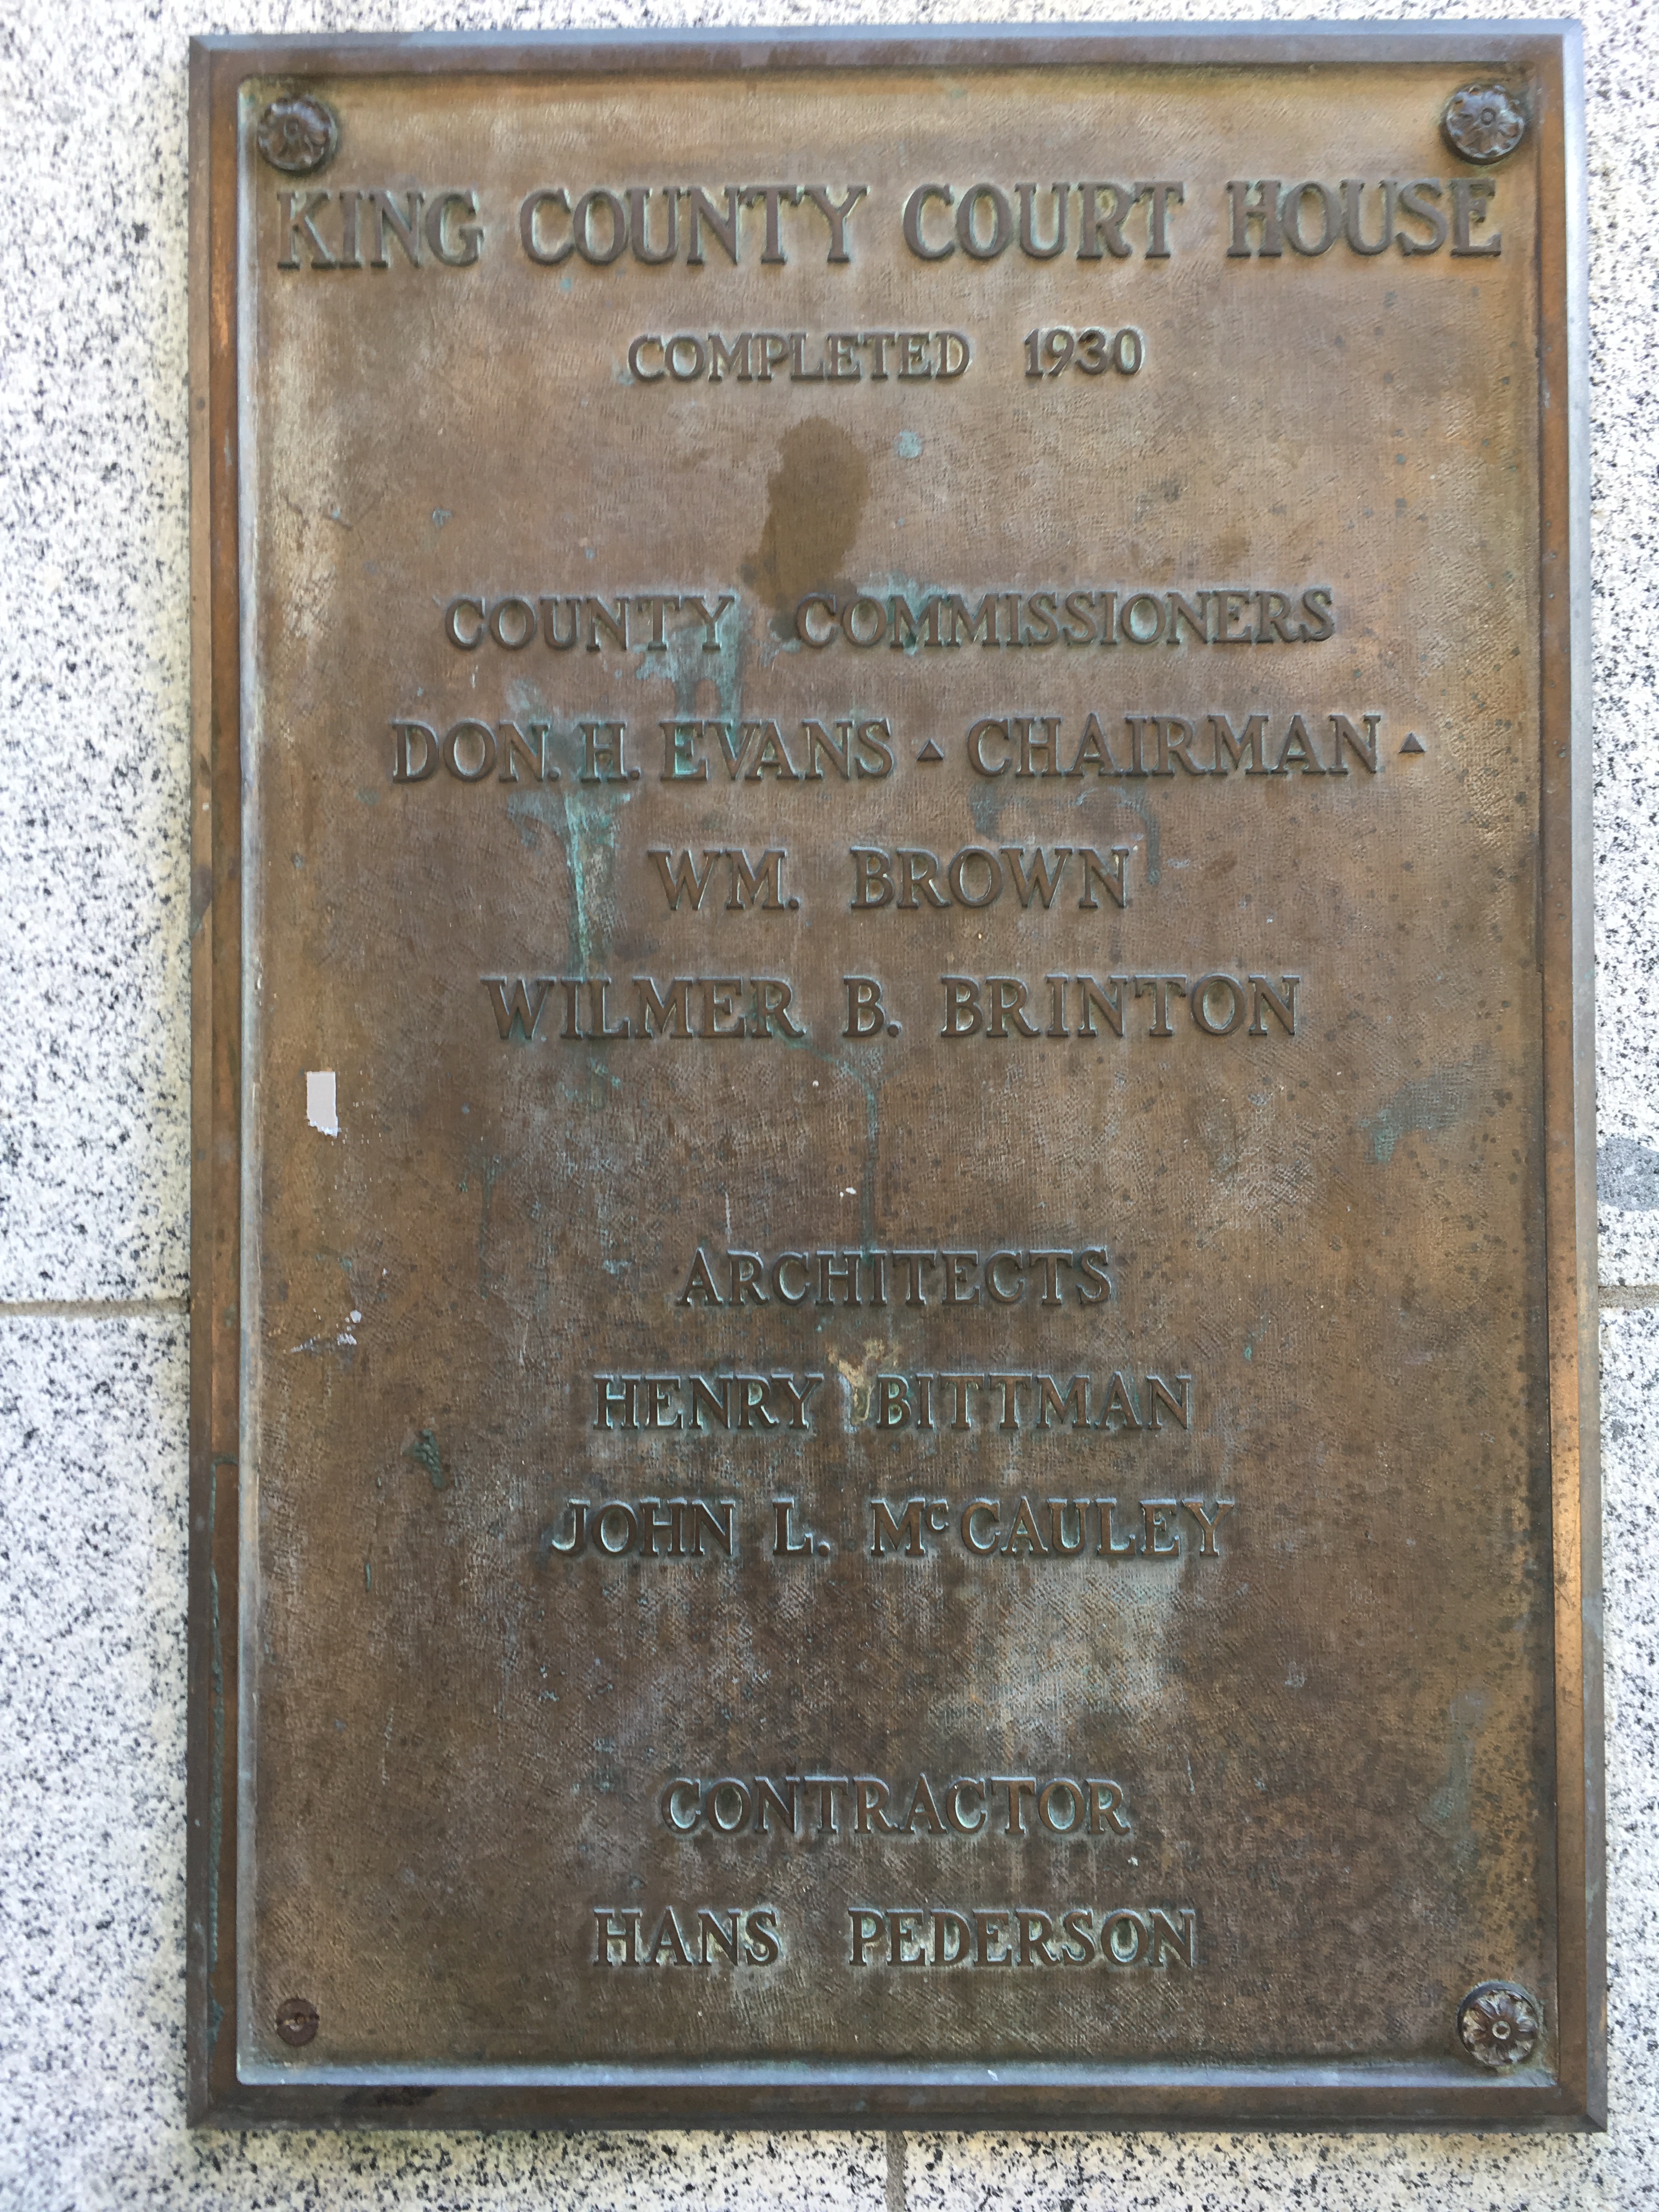 KING COUNTY COURT HOUSE
COMPLETED 1930
COUNTY COMMISSIONERS
DON. H. EVANS ▴ CHAIRMAN ▴
WM. BROWN
WILMER B. BRINTON
ARCHITECTS
HENRY BITTMAN
JOHN L. McCAULEY
CONTRACTOR
HANS PEDERSON